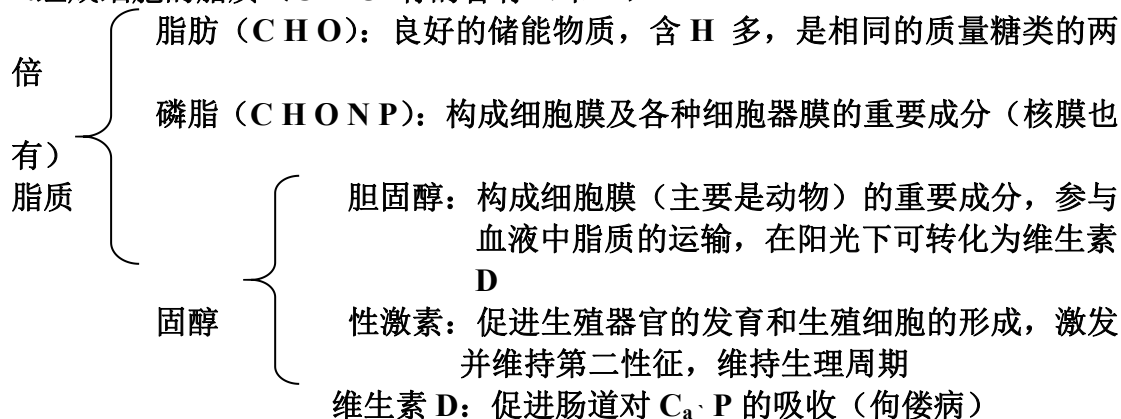 脂肪（C H O）：良好的储能物质，含 H 多，是相同的质量糖类的两
倍
磷脂（C H O N P）：构成细胞膜及各种细胞器膜的重要成分（核膜也
有）
脂质 胆固醇：构成细胞膜（主要是动物）的重要成分，参与
血液中脂质的运输，在阳光下可转化为维生素
D
固醇 性激素：促进生殖器官的发育和生殖细胞的形成，激发
并维持第二性征，维持生理周期
维生素 D：促进肠道对 Ca、P 的吸收（佝偻病）